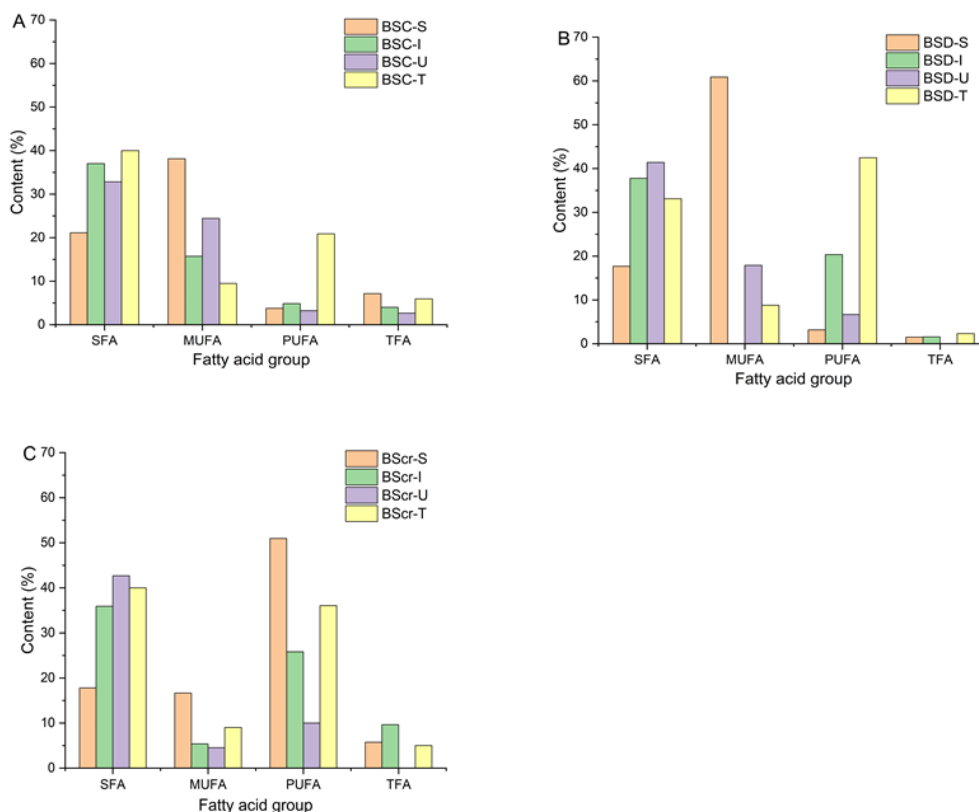 A
BSC-S
BSC-I
BSC-U
BSC-T
70
60
50
40
30
20
10
0
Content (%)
SFA MUFA PUFA TFA
Fatty acid group
B
BSD-S
BSD-I
BSD-U
BSD-T
70
60
50
40
30
20
10
0
Content (%)
SFA MUFA PUFA TFA
Fatty acid group
C
BScr-S
BScr-I
BScr-U
BScr-T
70
60
50
40
30
20
10
0
Content (%)
SFA MUFA PUFA TFA
Fatty acid group